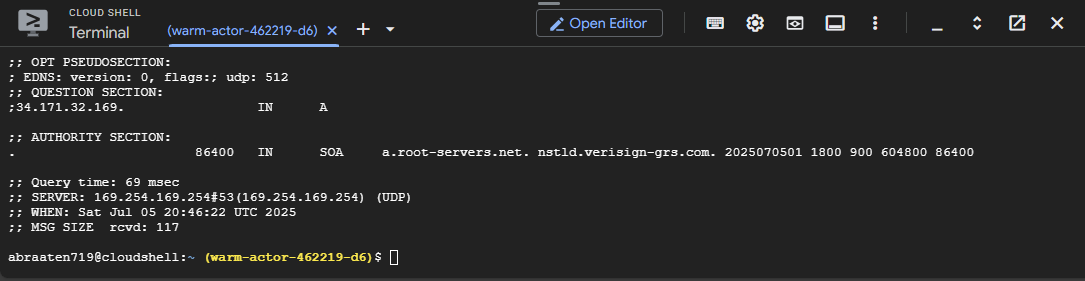 CLOUD SHELL
Terminal
(warm-actor-462219-d6)
Open Editor
;; OPT PSEUDOSECTION:
; EDNS: version: 0, flags:; udp: 512
;; QUESTION SECTION:
;34.171.32.169. IN A
;; AUTHORITY SECTION:
. 86400 IN SOA a.root-servers.net. nstld.verisign-grs.com. 2025070501 1800 900 604800 86400
;; Query time: 69 msec
;; SERVER: 169.254.169.254#53(169.254.169.254) (UDP)
;; WHEN: Sat Jul 05 20:46:22 UTC 2025
;; MSG SIZE rcvd: 117
abraaten719@cloudshell:~ (warm-actor-462219-d6)$